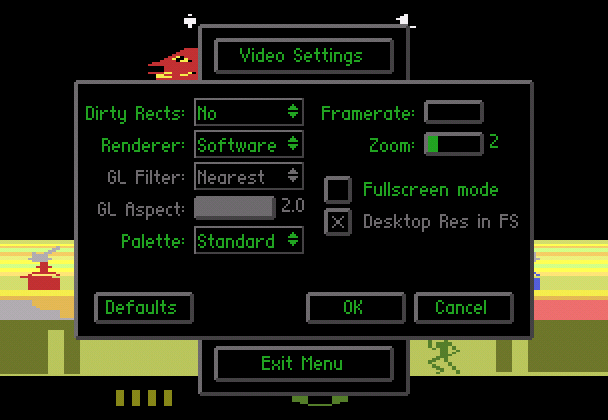 Video Settings
Dirty Rects: No
Framerate:
Renderer: Software
Zoom: 2
GL Filter: Nearest
Fullscreen mode
GL Aspect: 2.0
Desktop Res in FS
Palette: Standard
Defaults
OK
Cancel
Exit Menu